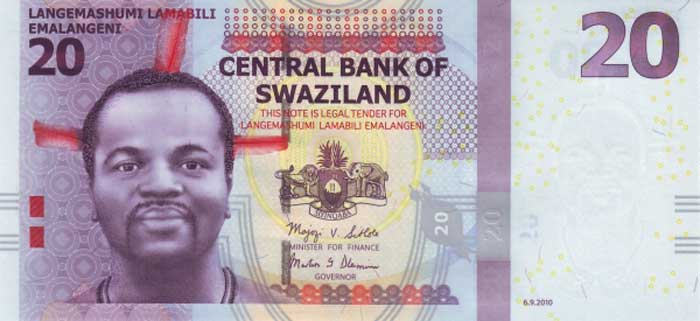 LANGEMASHUMI LAMABILI
EMALANGENI
20
20
CENTRAL BANK OF
SWAZILAND
THIS NOTE IS LEGAL TENDER FOR
LANGEMASHUMI LAMABILI EMALANGENI
SIYINQABA
Majozi V. Sithole
MINISTER FOR FINANCE
Martin G Dlamini
GOVERNOR
20
20
6.9.2010